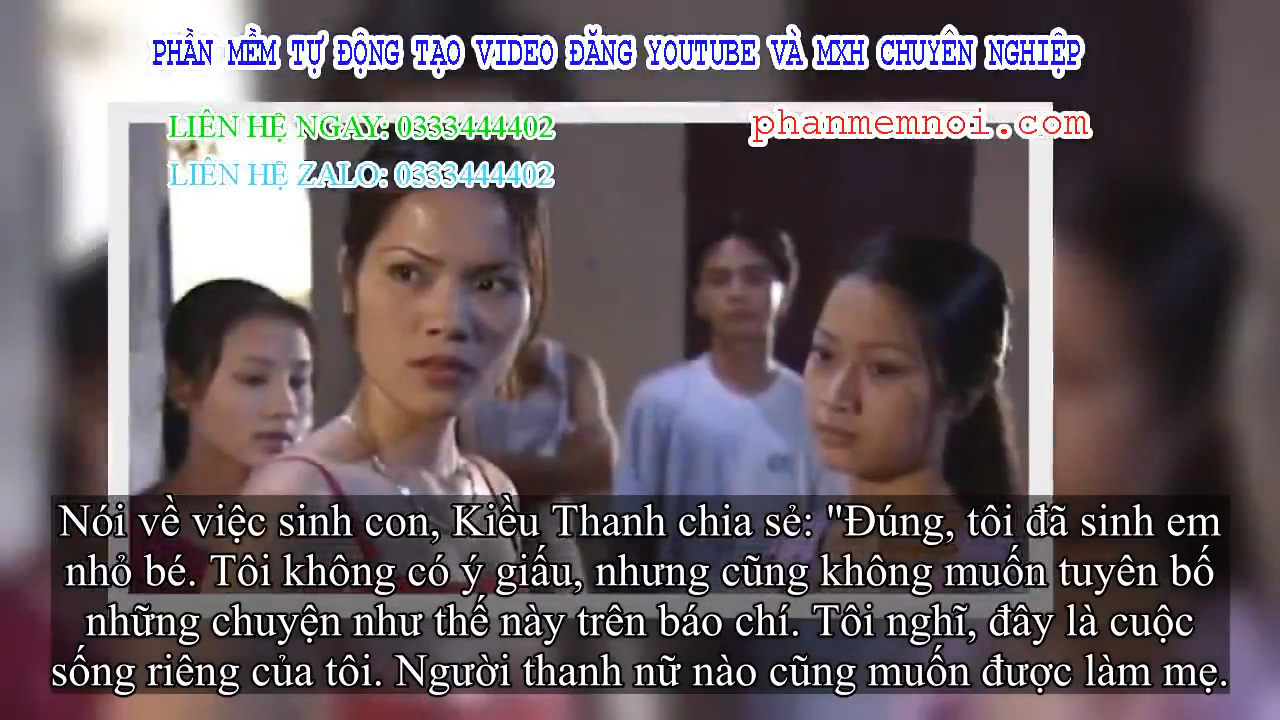 PHẦN MỀM TỰ ĐỘNG TẠO VIDEO ĐĂNG YOUTUBE VÀ MXH CHUYÊN NGHIỆP
LIÊN HỆ NGAY: 0333444402
phanmemnoi.com
LIÊN HỆ ZALO: 0333444402
Nói về việc sinh con, Kiều Thanh chia sẻ: "Đúng, tôi đã sinh em
nhỏ bé. Tôi không có ý giấu, nhưng cũng không muốn tuyên bố
những chuyện như thế này trên báo chí. Tôi nghĩ, đây là cuộc
sống riêng của tôi. Người thanh nữ nào cũng muốn được làm mẹ.